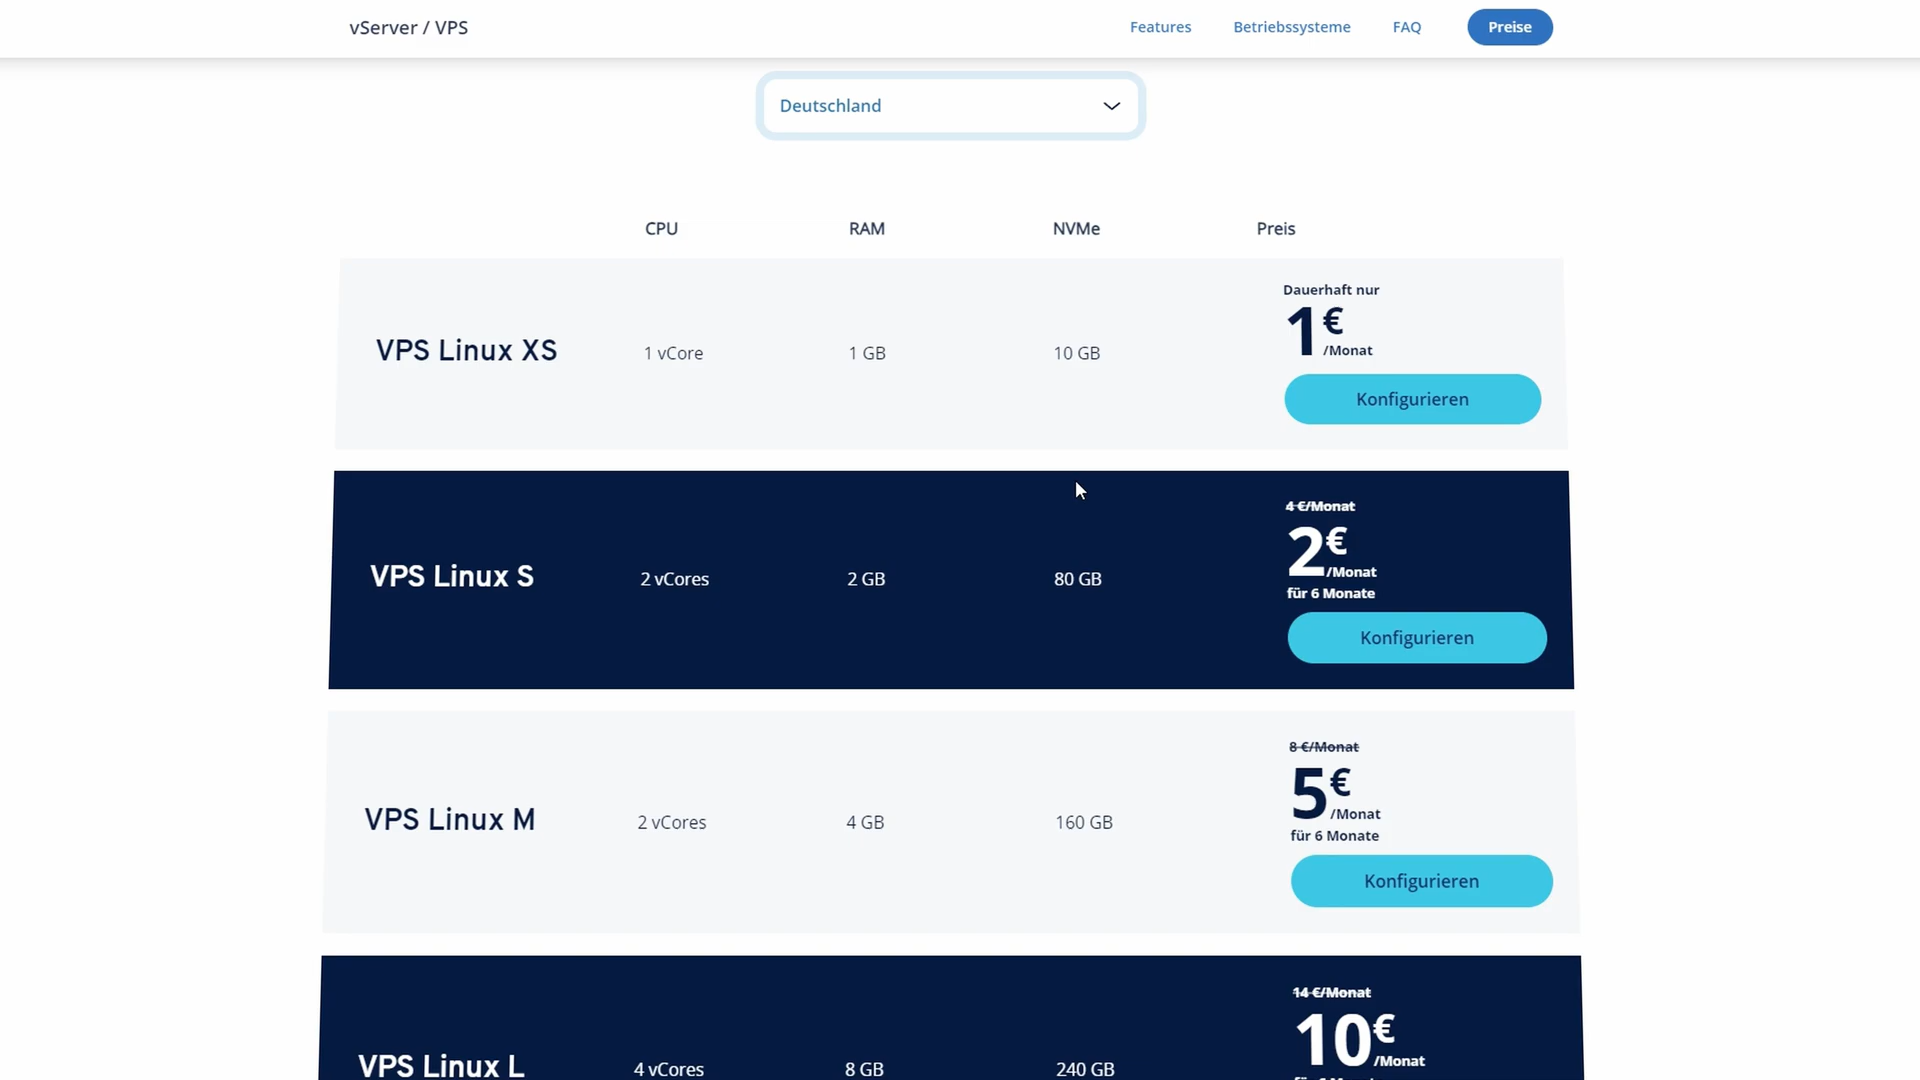 vServer / VPS
Features
Betriebssysteme
FAQ
Preise
Deutschland
CPU RAM NVMe Preis
Dauerhaft nur
1€
/Monat
VPS Linux XS 1 vCore 1 GB 10 GB
Konfigurieren
4 €/Monat
2€
/Monat
VPS Linux S 2 vCores 2 GB 80 GB
für 6 Monate
Konfigurieren
8 €/Monat
5€
/Monat
VPS Linux M 2 vCores 4 GB 160 GB
für 6 Monate
Konfigurieren
14 €/Monat
10€
/Monat
VPS Linux L 4 vCores 8 GB 240 GB